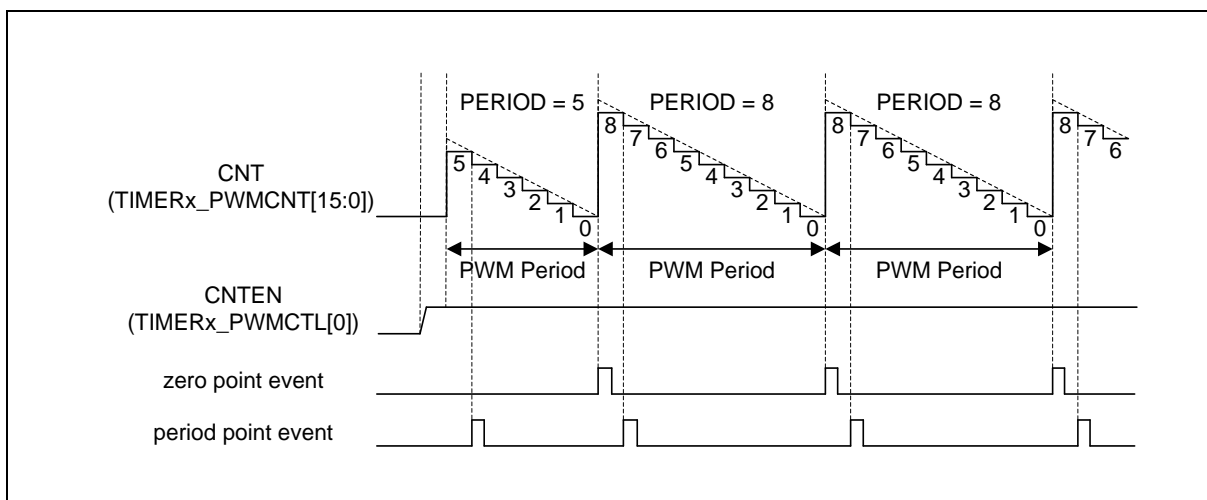 PERIOD = 5 PERIOD = 8 PERIOD = 8
8 7 6 5 4 3 2 1 0
8 7 6 5 4 3 2 1 0
8 7 6
5 4 3 2 1 0
CNT
(TIMERx_PWMCNT[15:0])
PWM Period PWM Period PWM Period
CNTEN
(TIMERx_PWMCTL[0])
zero point event
period point event